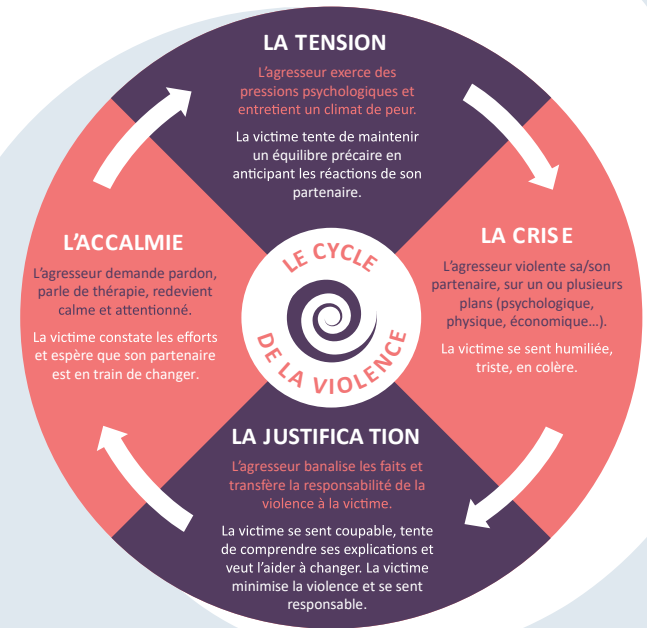 LA TENSION
L'agresseur exerce des
pressions psychologiques et
entretient un climat de peur.
La victime tente de maintenir
un équilibre précaire en
anticipant les réactions de son
partenaire.
LA CRISE
L'agresseur violente sa/son
partenaire, sur un ou plusieurs
plans (psychologique,
physique, économique...).
La victime se sent humiliée,
triste, en colère.
LA JUSTIFICA TION
L'agresseur banalise les faits et
transfère la responsabilité de la
violence à la victime.
La victime se sent coupable, tente
de comprendre ses explications et
veut l'aider à changer. La victime
minimise la violence et se sent
responsable.
L'ACCALMIE
L'agresseur demande pardon,
parle de thérapie, redevient
calme et attentionné.
La victime constate les efforts
et espère que son partenaire
est en train de changer.
LE CYCLE
DE LA VIOLENCE